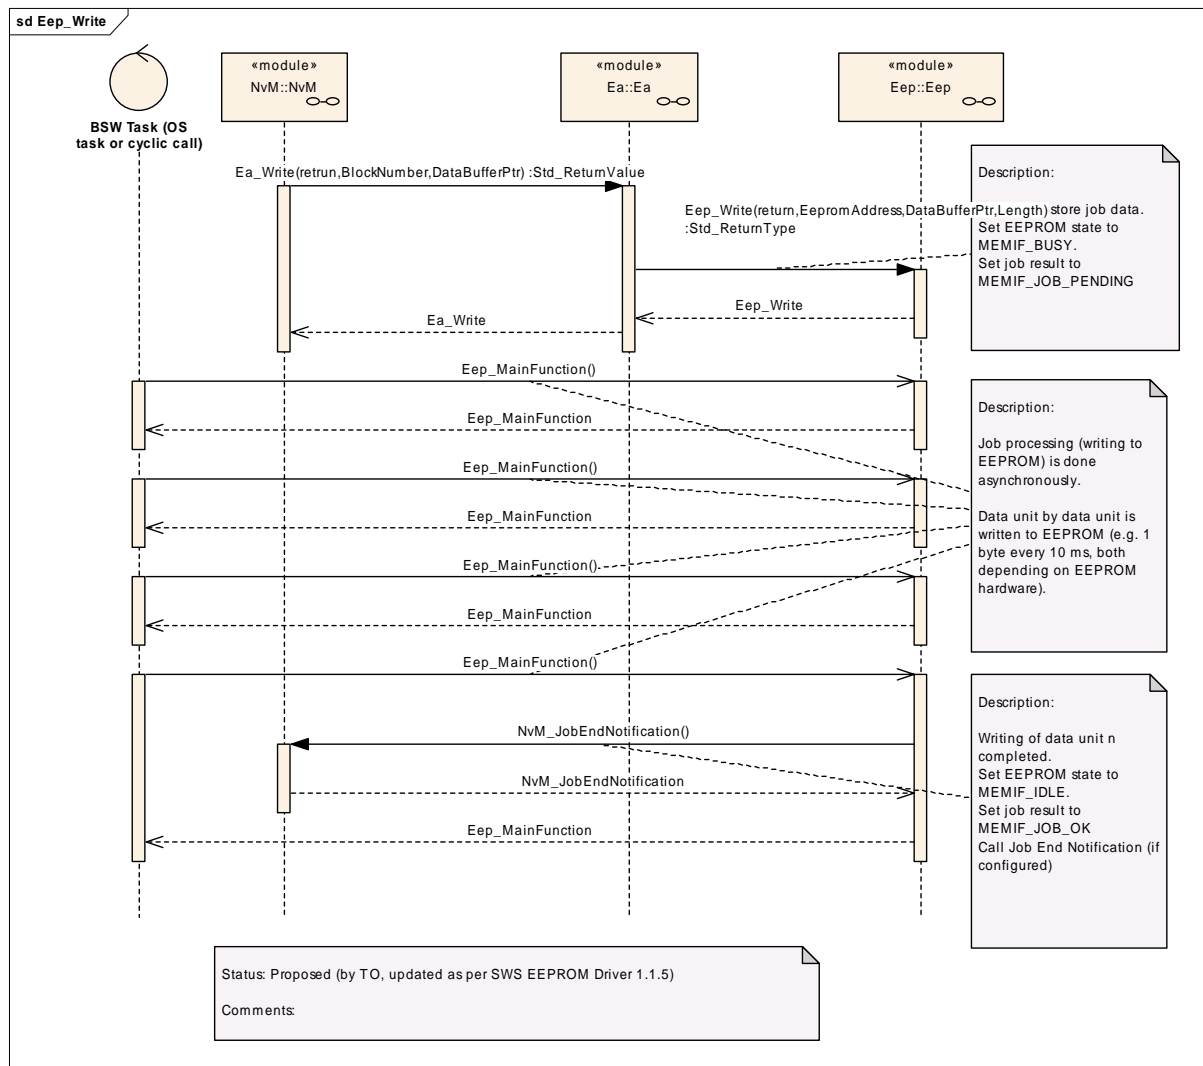 sd Eep_Write
«module»
NvM::NvM
«module»
Ea::Ea
«module»
Eep::Eep
BSW Task (OS
task or cyclic call)
Ea_Write(retrun,BlockNumber,DataBufferPtr) :Std_ReturnValue
Eep_Write(return,EepromAddress,DataBufferPtr,Length)
:Std_ReturnType
Description:
store job data.
Set EEPROM state to
MEMIF_BUSY.
Set job result to
MEMIF_JOB_PENDING
Eep_Write
Ea_Write
Eep_MainFunction()
Eep_MainFunction
Eep_MainFunction()
Eep_MainFunction
Eep_MainFunction()
Eep_MainFunction
Eep_MainFunction()
Description:
Job processing (writing to
EEPROM) is done
asynchronously.
Data unit by data unit is
written to EEPROM (e.g. 1
byte every 10 ms, both
depending on EEPROM
hardware).
NvM_JobEndNotification()
NvM_JobEndNotification
Eep_MainFunction
Description:
Writing of data unit n
completed.
Set EEPROM state to
MEMIF_IDLE.
Set job result to
MEMIF_JOB_OK
Call Job End Notification (if
configured)
Status: Proposed (by TO, updated as per SWS EEPROM Driver 1.1.5)
Comments: